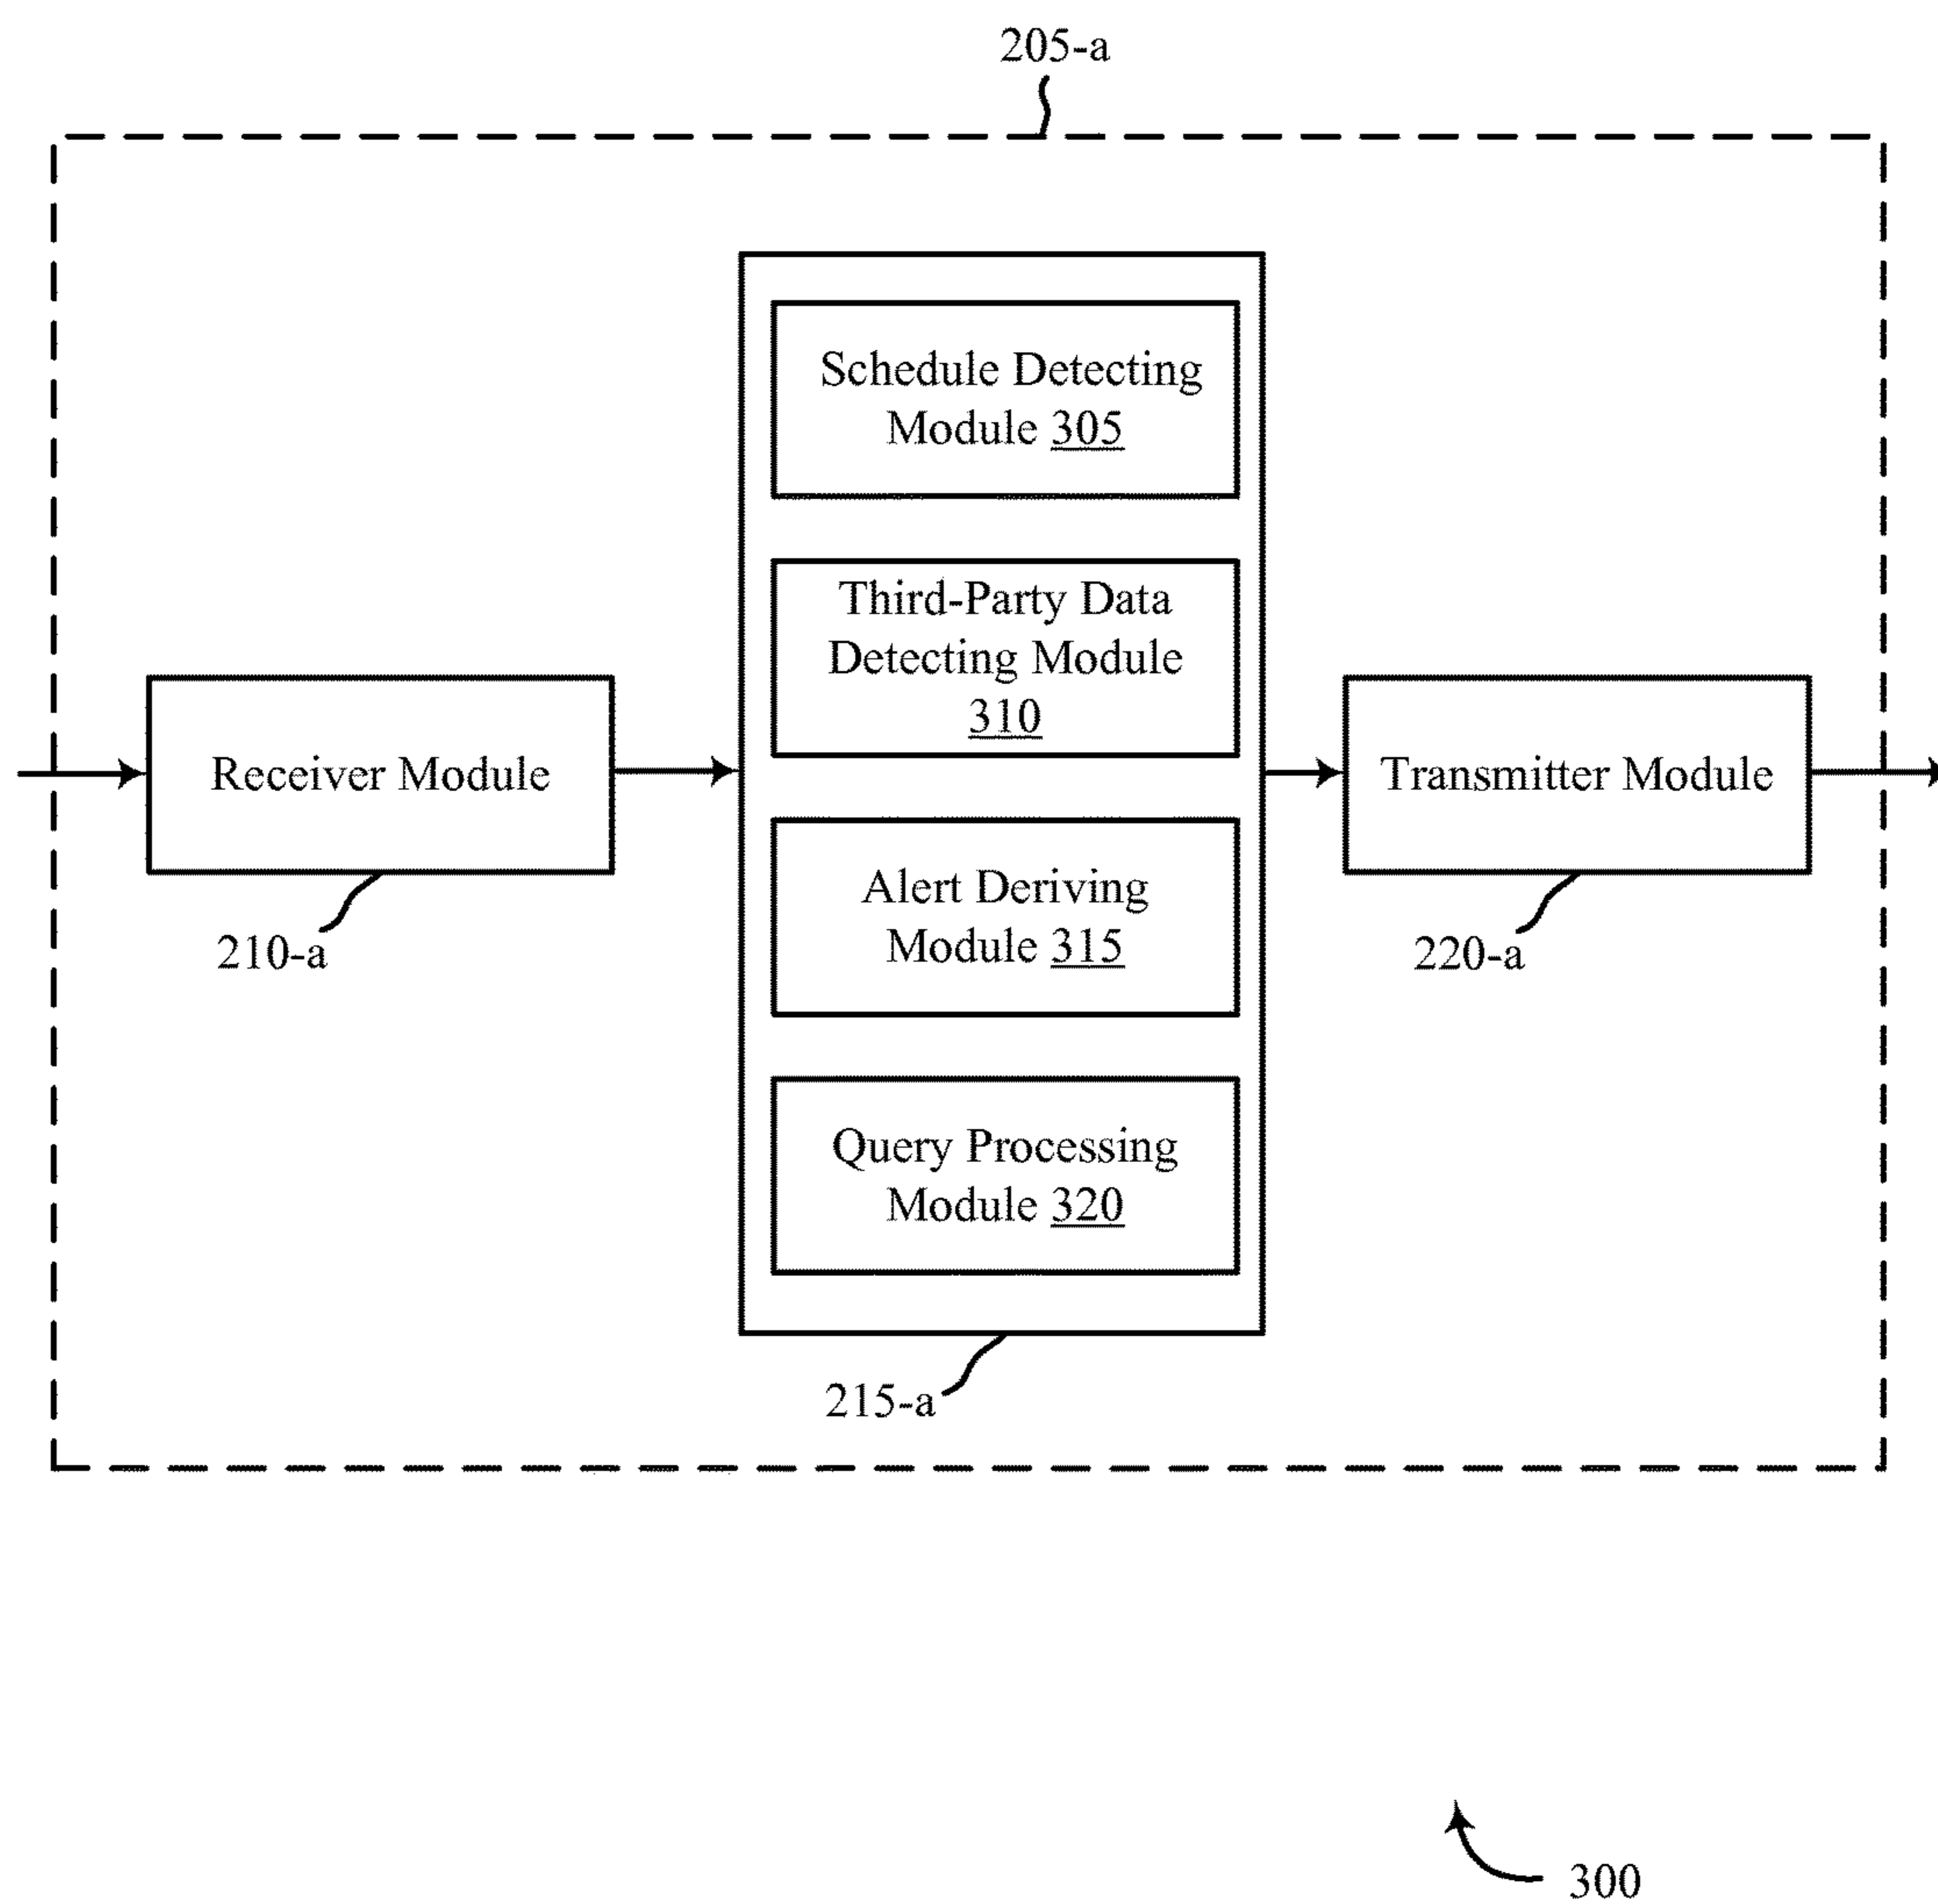 205-a
Schedule Detecting
Module 305
Third-Party Data
Detecting Module
310
Receiver Module
Transmitter Module
Alert Deriving
Module 315
210-a
220-a
Query Processing
Module 320
215-a
300